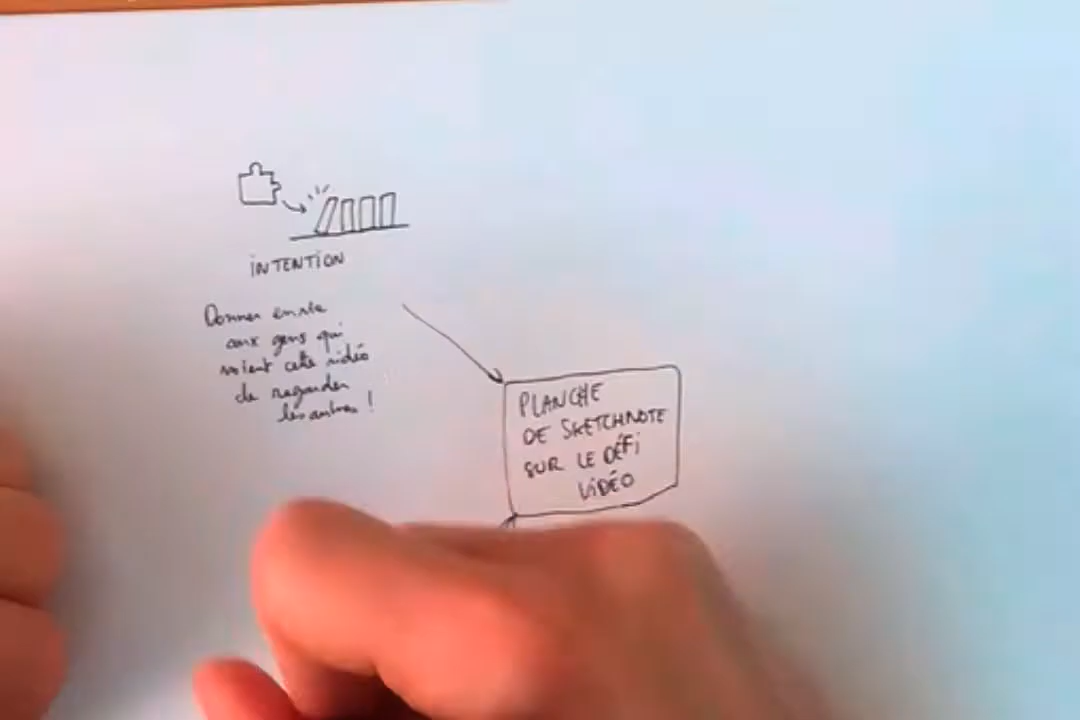 INTENTION
Donner envie
aux gens qui
voient cette vidéo
de regarder
les autres !
PLANCHE
DE SKETCHNOTE
SUR LE DÉFI
VIDÉO